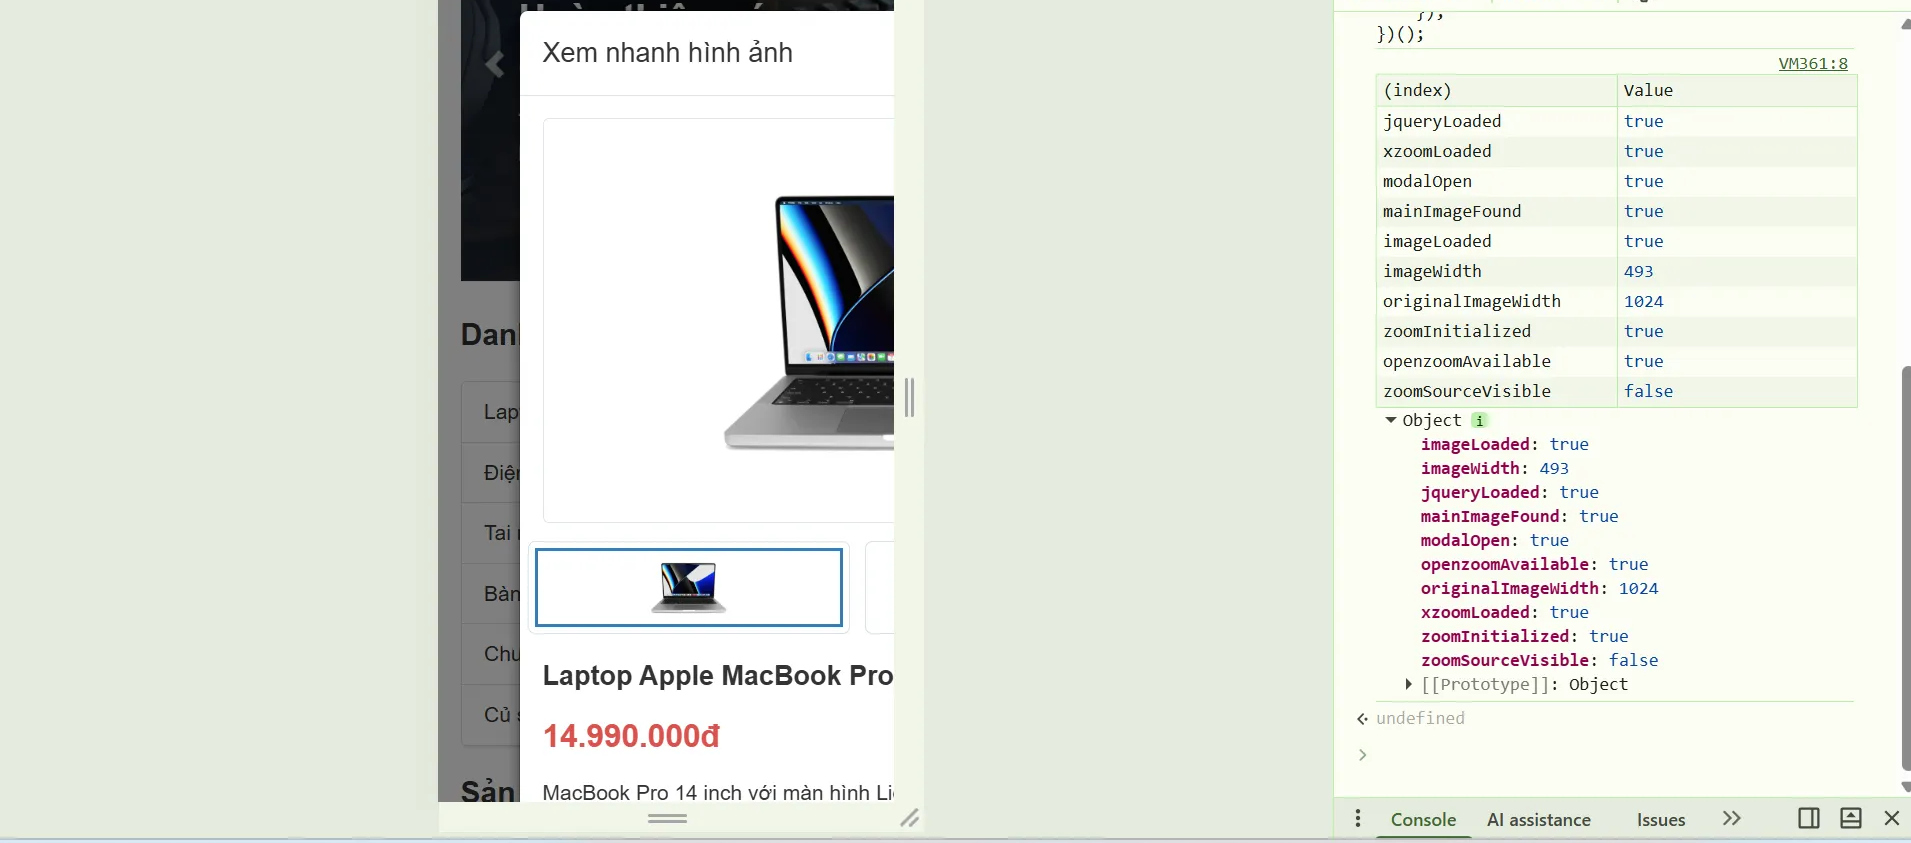 Xem nhanh hình ảnh
Danh
Lap
Điện
Tai
Bàn
Chu
Củ s
Sản
Laptop Apple MacBook Pro
14.990.000đ
MacBook Pro 14 inch với màn hình Li
});
})();
VM361:8
(index) Value
jqueryLoaded true
xzoomLoaded true
modalOpen true
mainImageFound true
imageLoaded true
imageWidth 493
originalImageWidth 1024
zoomInitialized true
openzoomAvailable true
zoomSourceVisible false
Object i
imageLoaded: true
imageWidth: 493
jqueryLoaded: true
mainImageFound: true
modalOpen: true
openzoomAvailable: true
originalImageWidth: 1024
xzoomLoaded: true
zoomInitialized: true
zoomSourceVisible: false
[[Prototype]]: Object
undefined
Console AI assistance Issues